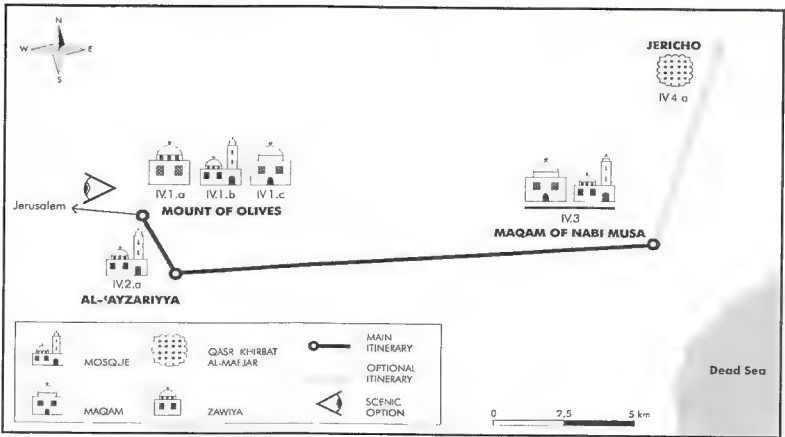 N
W E
S
JERICHO
IV.4 a
IV.1.a IV.1.b IV 1.c
MOUNT OF OLIVES
Jerusalem
IV.3
MAQAM OF NABI MUSA
IV.2.a
AL-'AYZARIYYA
MOSQUE
QASR KHIRBAT
AL-MAFJAR
MAIN
ITINERARY
OPTIONAL
ITINERARY
MAQAM
ZAWIYA
SCENIC
OPTION
Dead Sea
0 2,5 5 km